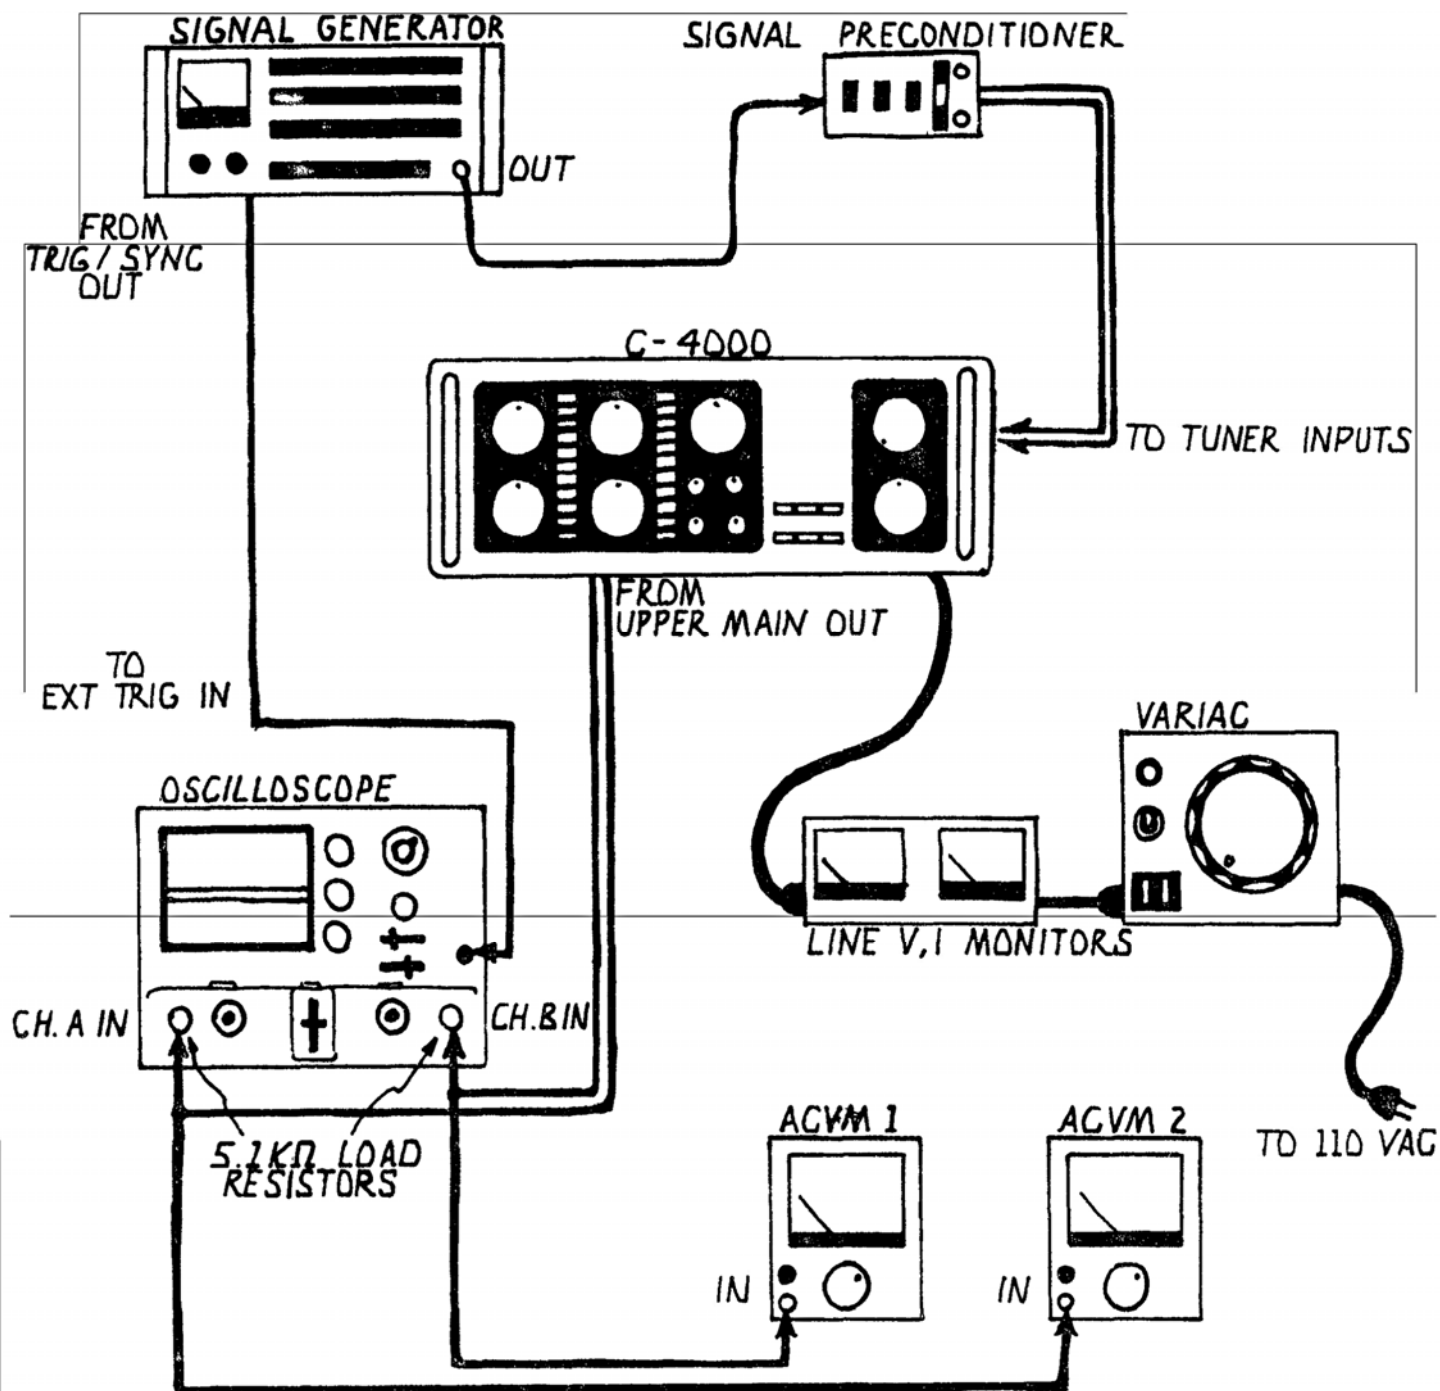 SIGNAL GENERATOR
SIGNAL PRECONDITIONER
OUT
FROM
TRIG/SYNC
OUT
C-4000
TO TUNER INPUTS
FROM
UPPER MAIN OUT
TO
EXT TRIG IN
VARIAC
OSCILLOSCOPE
LINE V,I MONITORS
CH. A IN
CH. B IN
5.1KΩ LOAD
RESISTORS
ACVM 1
ACVM 2
TO 110 VAC
IN
IN